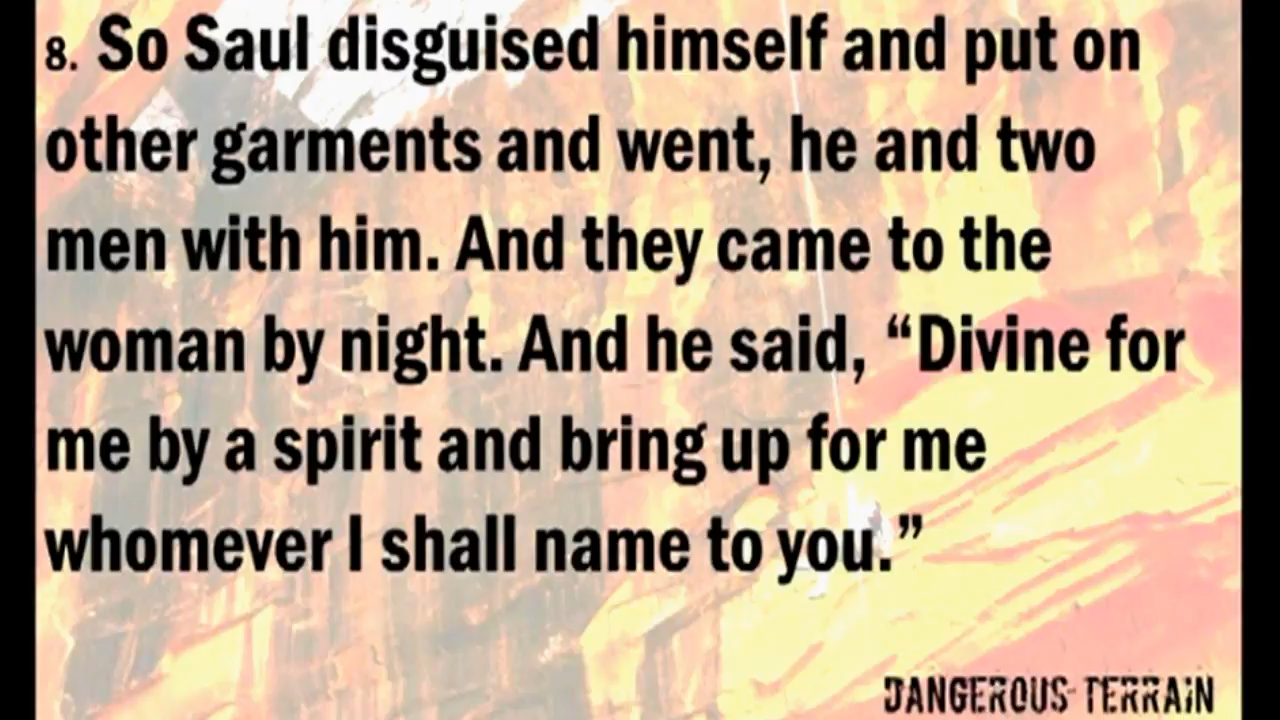 8. So Saul disguised himself and put on
other garments and went, he and two
men with him. And they came to the
woman by night. And he said, “Divine for
me by a spirit and bring up for me
whomever I shall name to you.”
DANGEROUS TERRAIN